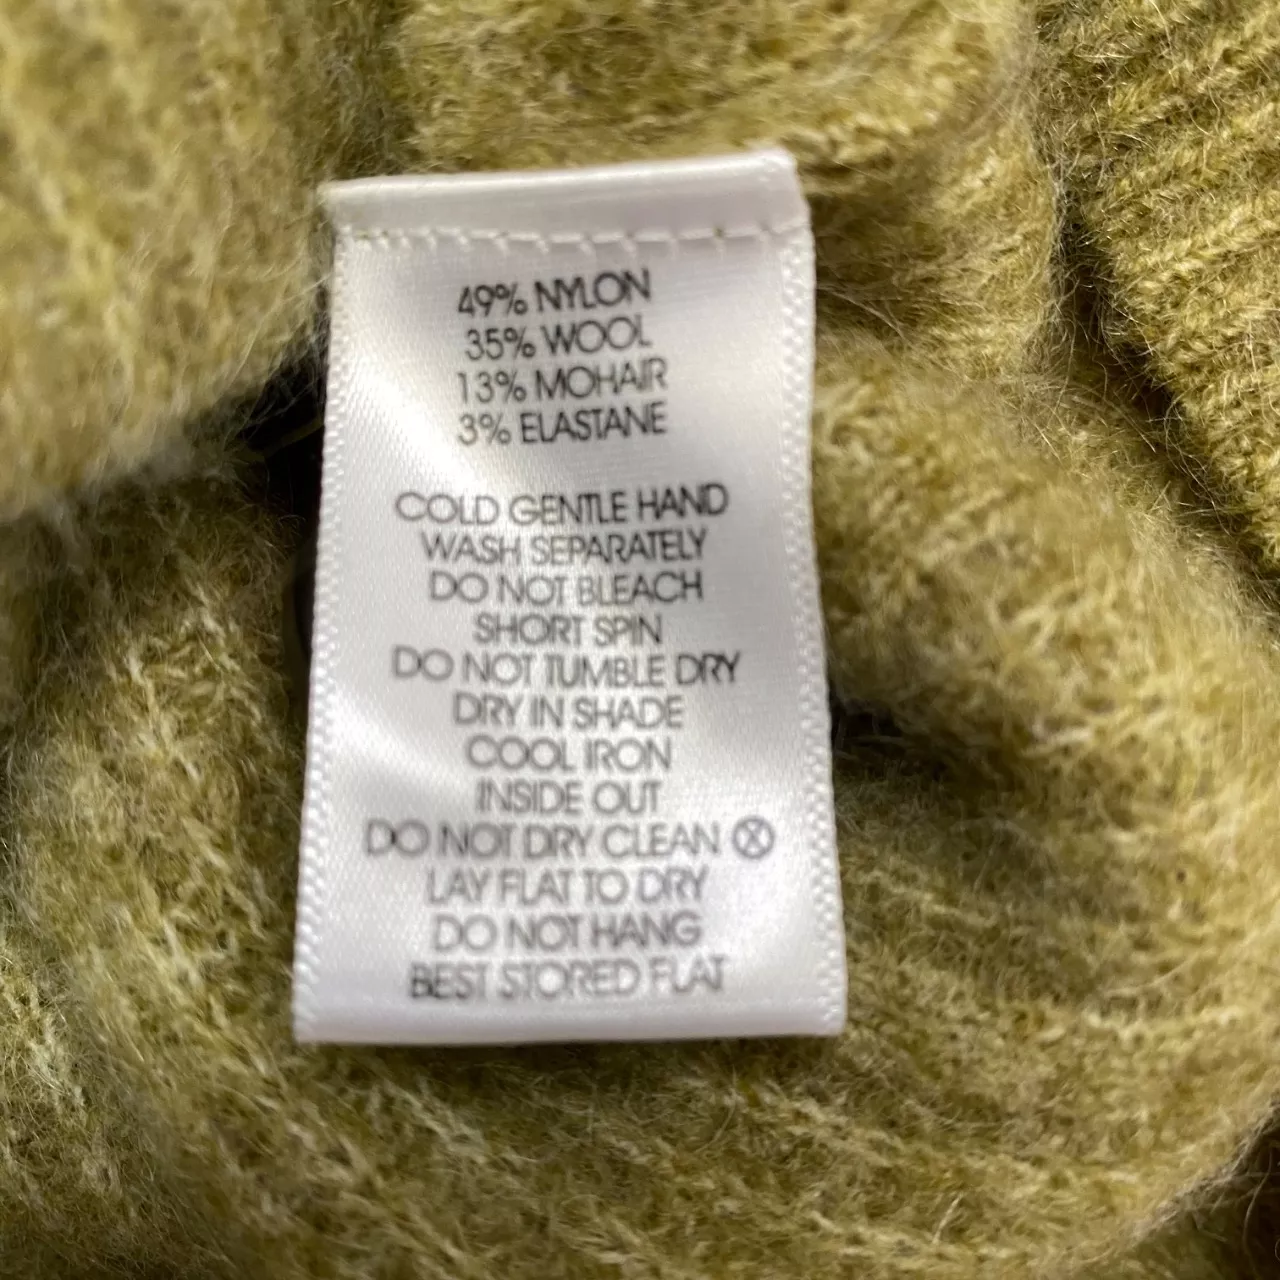 49% NYLON
35% WOOL
13% MOHAIR
3% ELASTANE
COLD GENTLE HAND
WASH SEPARATELY
DO NOT BLEACH
SHORT SPIN
DO NOT TUMBLE DRY
DRY IN SHADE
COOL IRON
INSIDE OUT
DO NOT DRY CLEAN ⓧ
LAY FLAT TO DRY
DO NOT HANG
BEST STORED FLAT